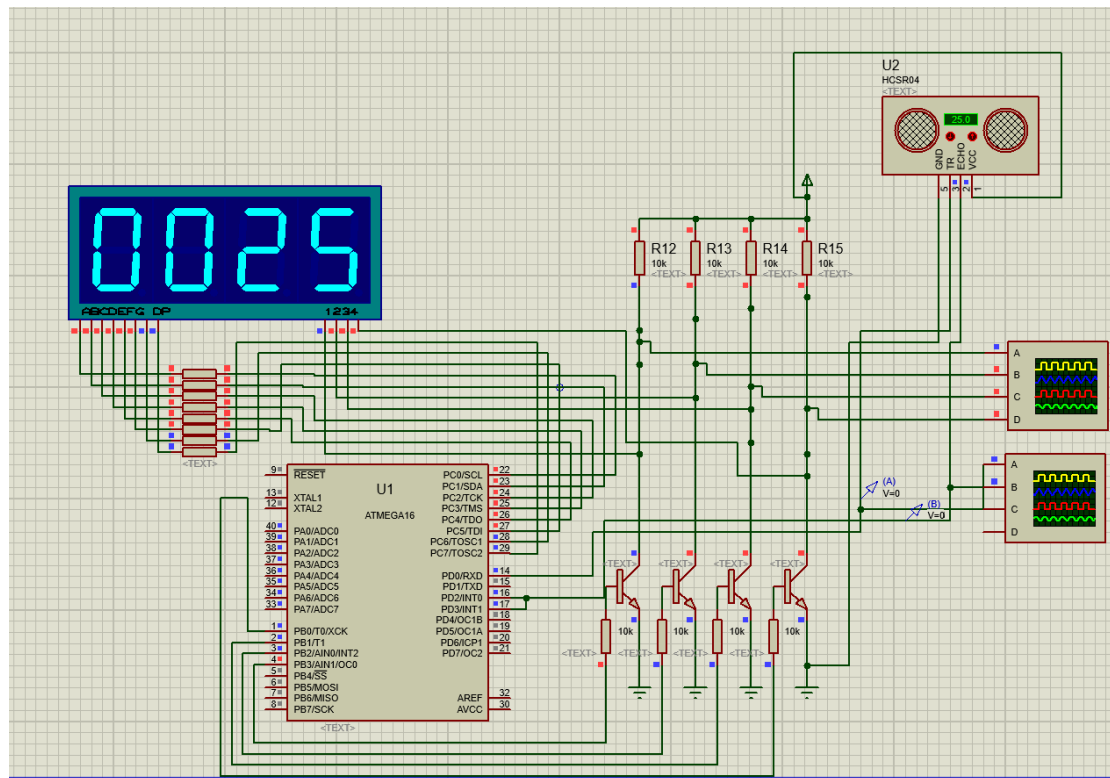 U2
HCSR04
<TEXT>
25.0
GND
TR
ECHO
VCC
5
3
2
1
0025
ABCDEFG DP
1234
R12
10k
<TEXT>
R13
10k
<TEXT>
R14
10k
<TEXT>
R15
10k
<TEXT>
A
B
C
D
A
B
C
D
(A)
V=0
(B)
V=0
<TEXT>
U1
ATMEGA16
9 RESET
13 XTAL1
12 XTAL2
40 PA0/ADC0
39 PA1/ADC1
38 PA2/ADC2
37 PA3/ADC3
36 PA4/ADC4
35 PA5/ADC5
34 PA6/ADC6
33 PA7/ADC7
1 PB0/T0/XCK
2 PB1/T1
3 PB2/AIN0/INT2
4 PB3/AIN1/OC0
5 PB4/SS
6 PB5/MOSI
7 PB6/MISO
8 PB7/SCK
PC0/SCL 22
PC1/SDA 23
PC2/TCK 24
PC3/TMS 25
PC4/TDO 26
PC5/TDI 27
PC6/TOSC1 28
PC7/TOSC2 29
PD0/RXD 14
PD1/TXD 15
PD2/INT0 16
PD3/INT1 17
PD4/OC1B 18
PD5/OC1A 19
PD6/ICP1 20
PD7/OC2 21
AREF 32
AVCC 30
<TEXT>
<TEXT>
<TEXT>
<TEXT>
<TEXT>
10k
10k
10k
10k
<TEXT>
<TEXT>
<TEXT>
<TEXT>